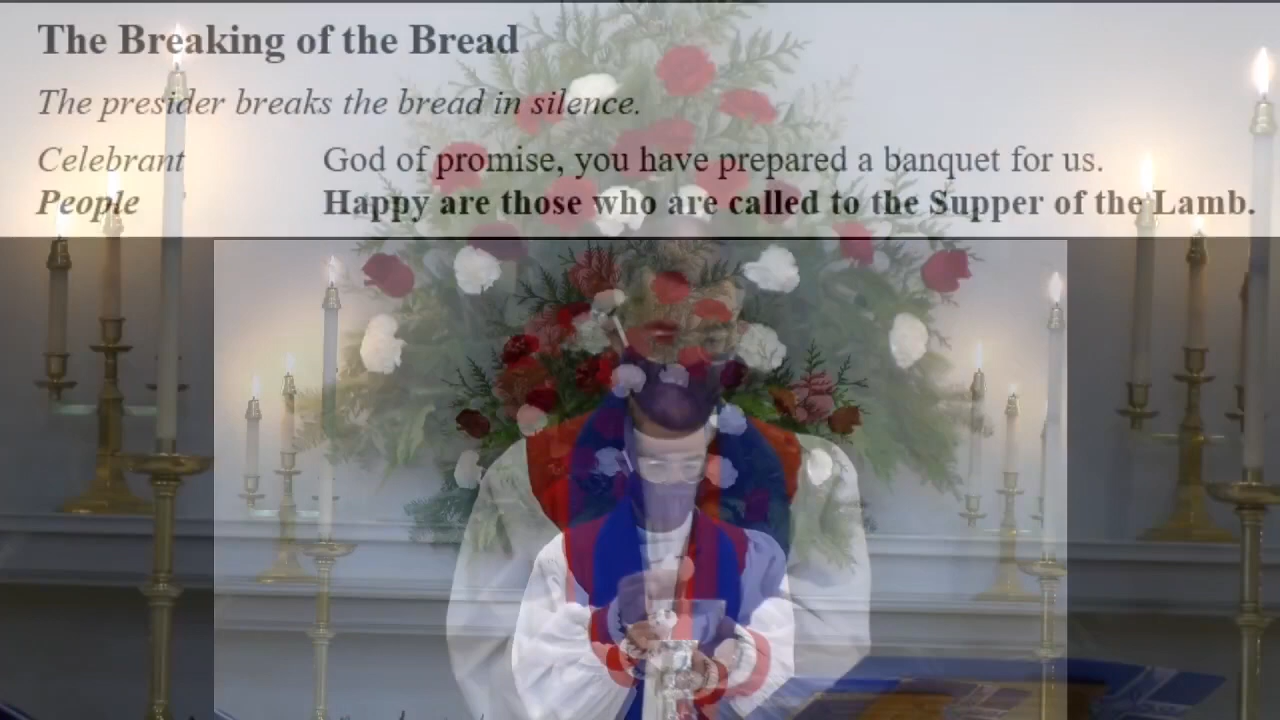 The Breaking of the Bread
The presider breaks the bread in silence.
Celebrant God of promise, you have prepared a banquet for us.
People Happy are those who are called to the Supper of the Lamb.